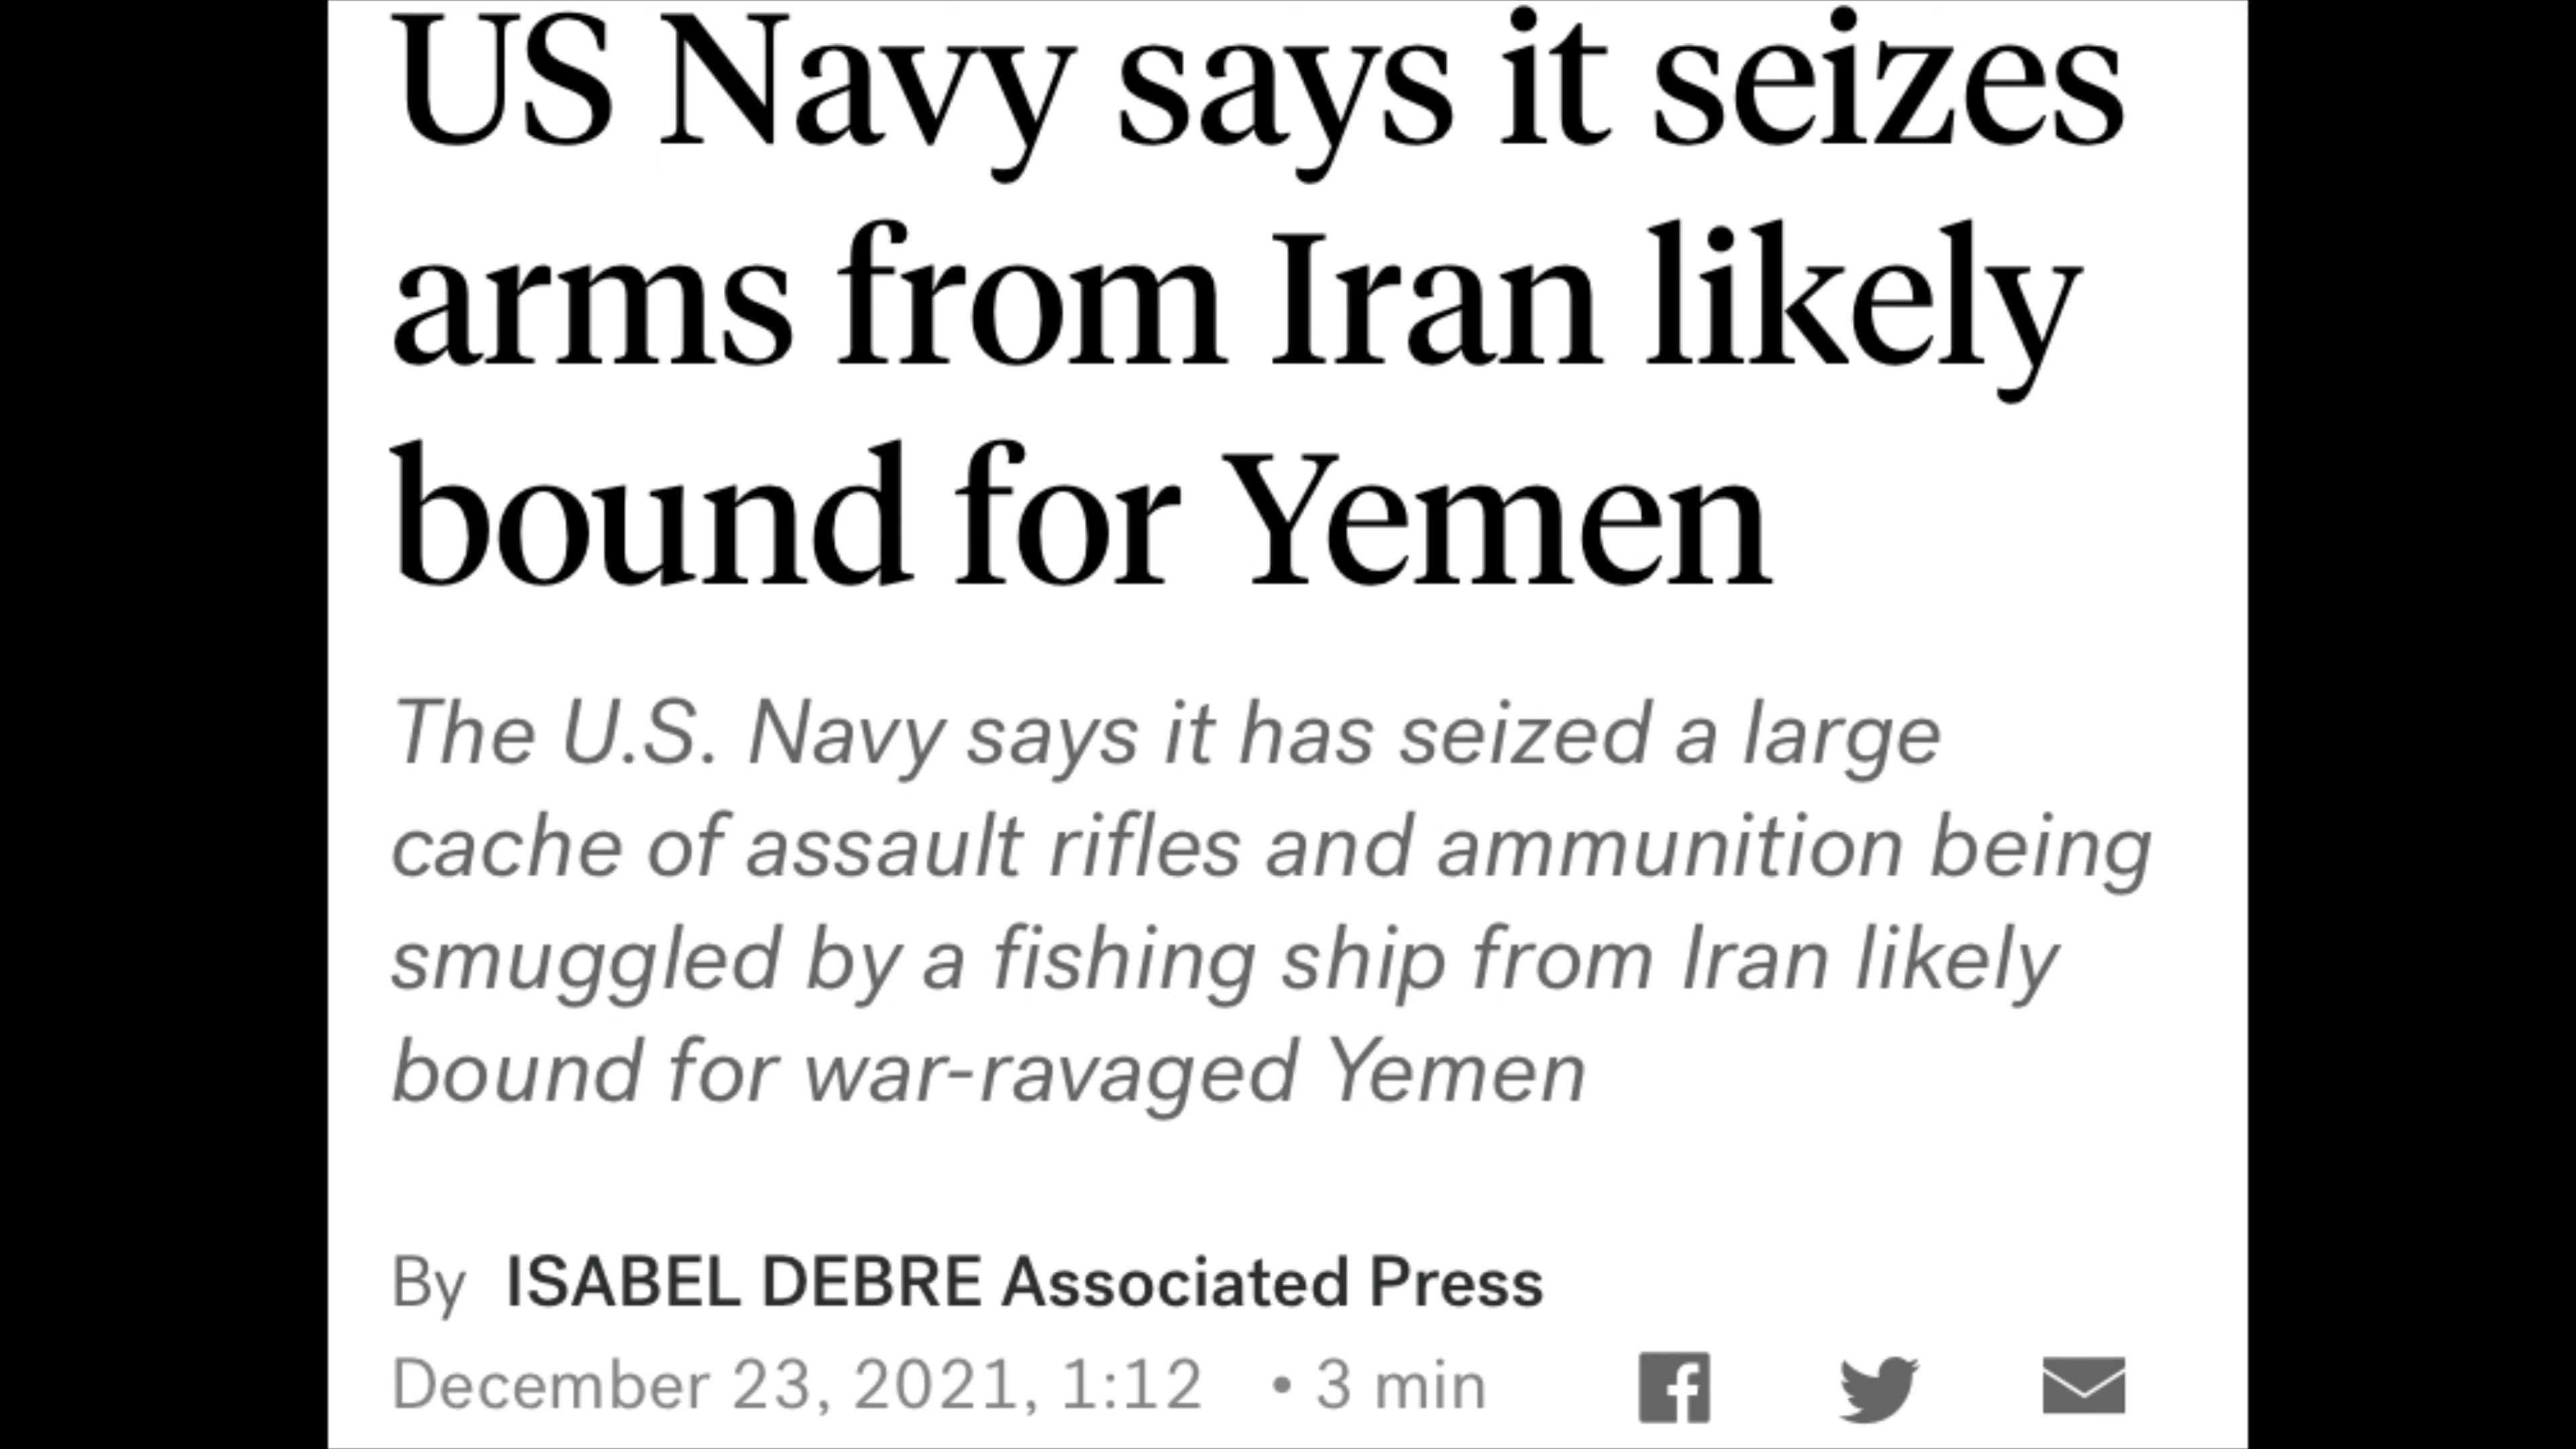 US Navy says it seizes
arms from Iran likely
bound for Yemen
The U.S. Navy says it has seized a large
cache of assault rifles and ammunition being
smuggled by a fishing ship from Iran likely
bound for war-ravaged Yemen
By ISABEL DEBRE Associated Press
December 23, 2021, 1:12 • 3 min